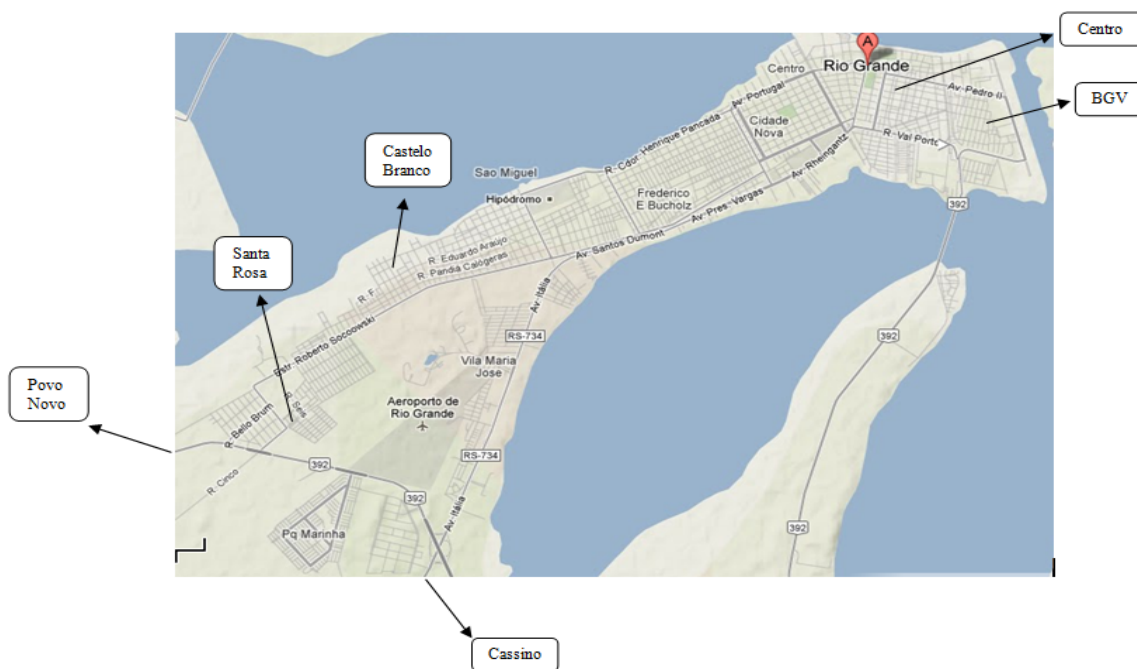 Centro
A
Rio Grande
Centro
Av Portugal
Av Pedro II
BGV
Cidade
Nova
R Val Porto
R. Cdor Henrique Pancada
Av Rheingantz
Castelo
Branco
Sao Miguel
Hipódromo
Frederico
E Bucholz
Av Pres. Vargas
392
R. Eduardo Araújo
R. Pandiá Calógeras
Av Santos Dumont
Santa
Rosa
R. F
Av Itália
Estr. Roberto Socoowski
RS-734
392
Vila Maria
Jose
Povo
Novo
R. Seis
R. Bello Brum
Aeroporto de
Rio Grande
RS-734
392
R. Cinco
392
Av Itália
392
Pq Marinha
Cassino